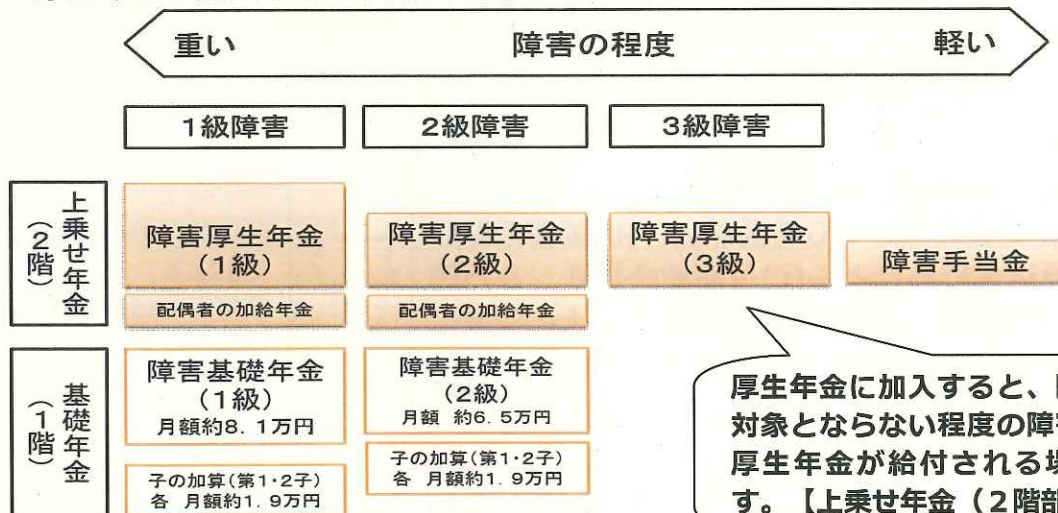 重い 障害の程度 軽い
1級障害 2級障害 3級障害
上乗せ年金
(2階)
障害厚生年金
(1級)
配偶者の加給年金
障害厚生年金
(2級)
配偶者の加給年金
障害厚生年金
(3級)
障害手当金
基礎年金
(1階)
障害基礎年金
(1級)
月額約8.1万円
子の加算(第1・2子)
各 月額約1.9万円
障害基礎年金
(2級)
月額 約6.5万円
子の加算(第1・2子)
各 月額約1.9万円
厚生年金に加入すると、
対象とならない程度の障
厚生年金が給付される場
す。【上乗せ年金(2階部